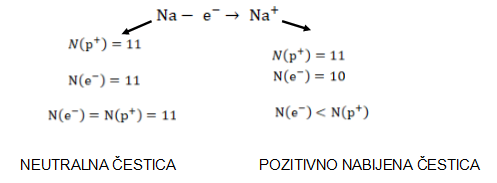 Na − e⁻ → Na⁺
N(p⁺) = 11
N(e⁻) = 11
N(e⁻) = N(p⁺) = 11
NEUTRALNA ČESTICA
N(p⁺) = 11
N(e⁻) = 10
N(e⁻) < N(p⁺)
POZITIVNO NABIJENA ČESTICA